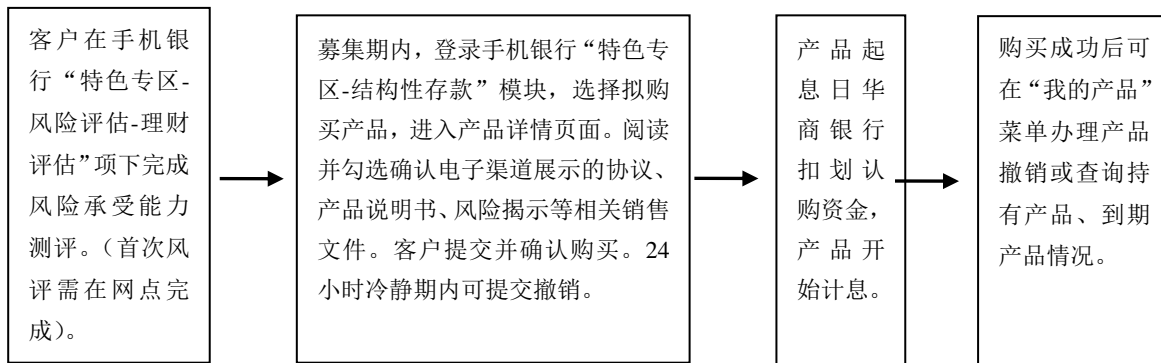 客户在手机银
行“特色专区-
风险评估-理财
评估”项下完成
风险承受能力
测评。（首次风
评需在网点完
成）。
募集期内，登录手机银行“特色专
区-结构性存款”模块，选择拟购
买产品，进入产品详情页面。阅读
并勾选确认电子渠道展示的协议、
产品说明书、风险揭示等相关销售
文件。客户提交并确认购买。24
小时冷静期内可提交撤销。
产品起
息日华
商银行
扣划认
购资金，
产品开
始计息。
购买成功后可
在“我的产品”
菜单办理产品
撤销或查询持
有产品、到期
产品情况。